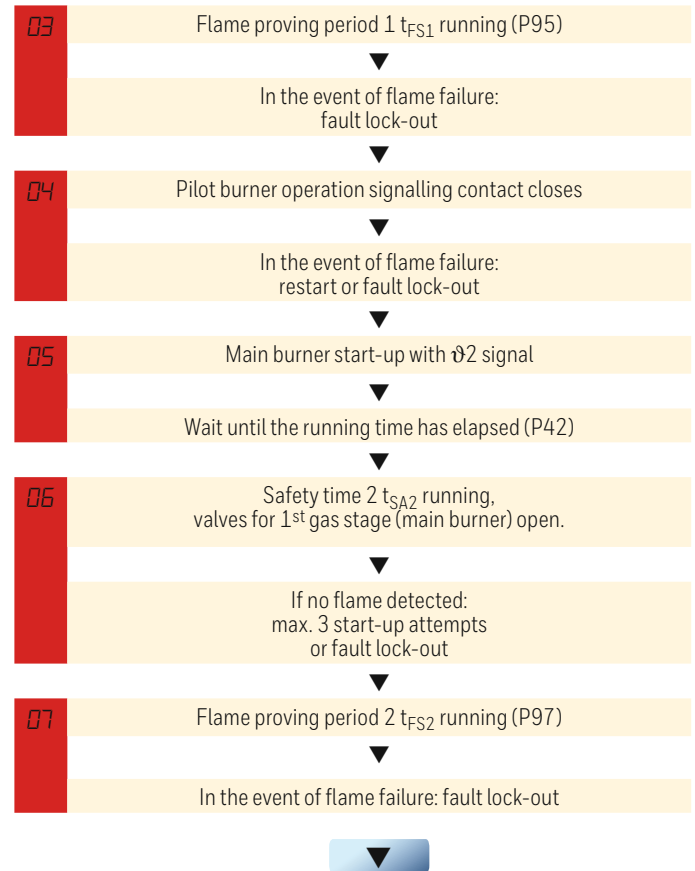 03
Flame proving period 1 tFS1 running (P95)
In the event of flame failure:
fault lock-out
04
Pilot burner operation signalling contact closes
In the event of flame failure:
restart or fault lock-out
05
Main burner start-up with ϑ2 signal
Wait until the running time has elapsed (P42)
06
Safety time 2 tSA2 running,
valves for 1st gas stage (main burner) open.
If no flame detected:
max. 3 start-up attempts
or fault lock-out
07
Flame proving period 2 tFS2 running (P97)
In the event of flame failure: fault lock-out